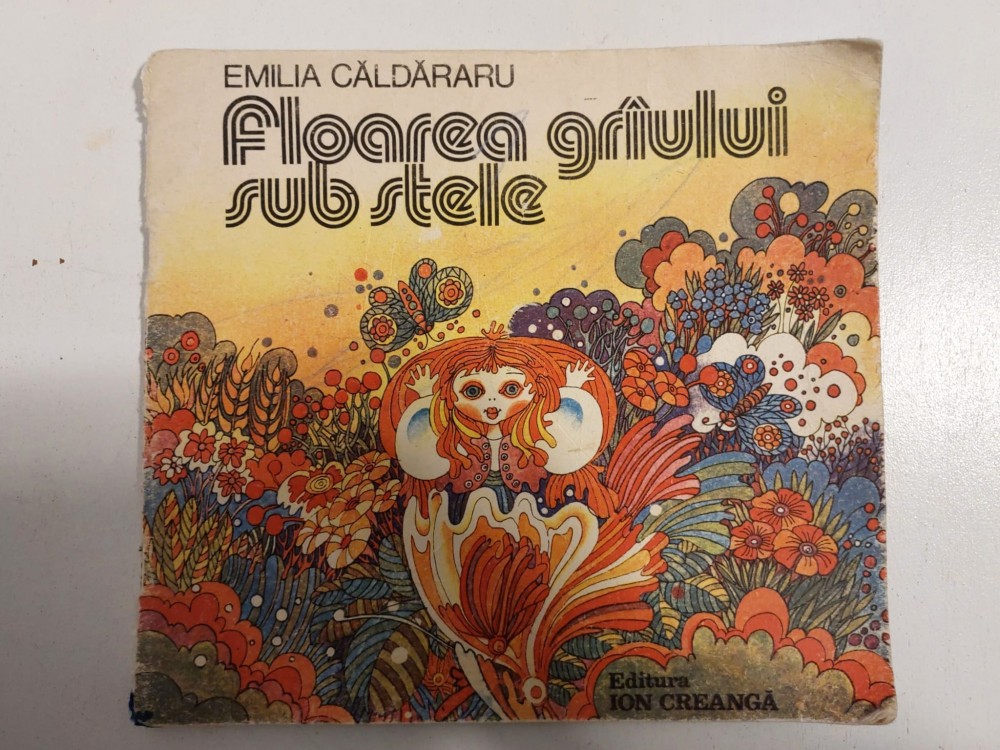 EMILIA CĂLDĂRARU
Floarea grîului
sub stele
Editura
ION CREANGĂ